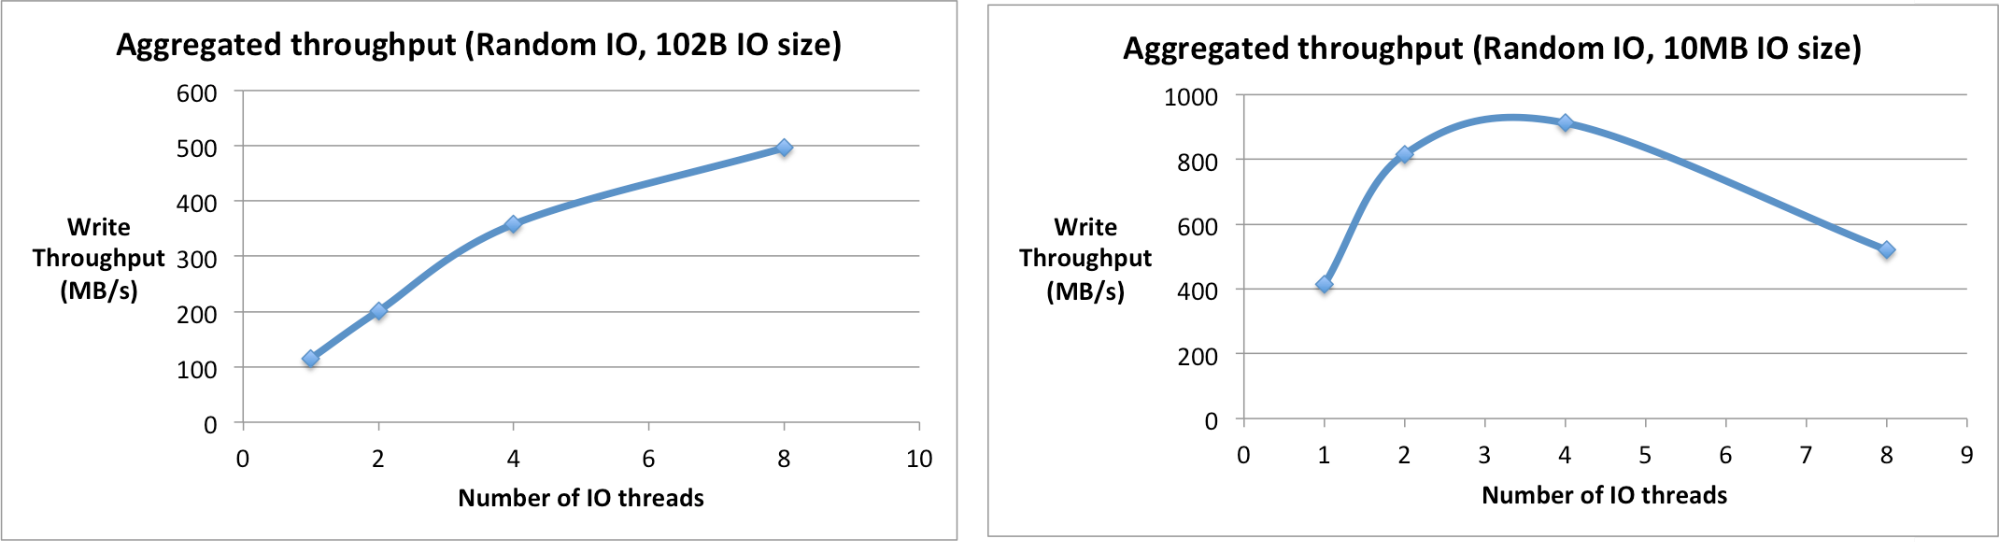 Aggregated throughput (Random IO, 102B IO size)
600
500
400
300
200
100
0
Write
Throughput
(MB/s)
0 2 4 6 8 10
Number of IO threads
Aggregated throughput (Random IO, 10MB IO size)
1000
800
600
400
200
0
Write
Throughput
(MB/s)
0 1 2 3 4 5 6 7 8 9
Number of IO threads